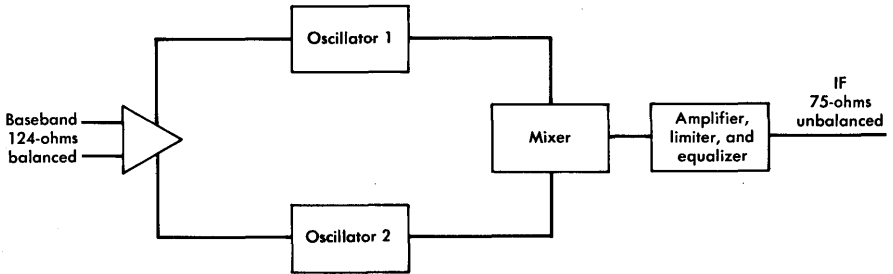 Oscillator 1
Baseband
124-ohms
balanced
Mixer
Amplifier,
limiter, and
equalizer
IF
75-ohms
unbalanced
Oscillator 2